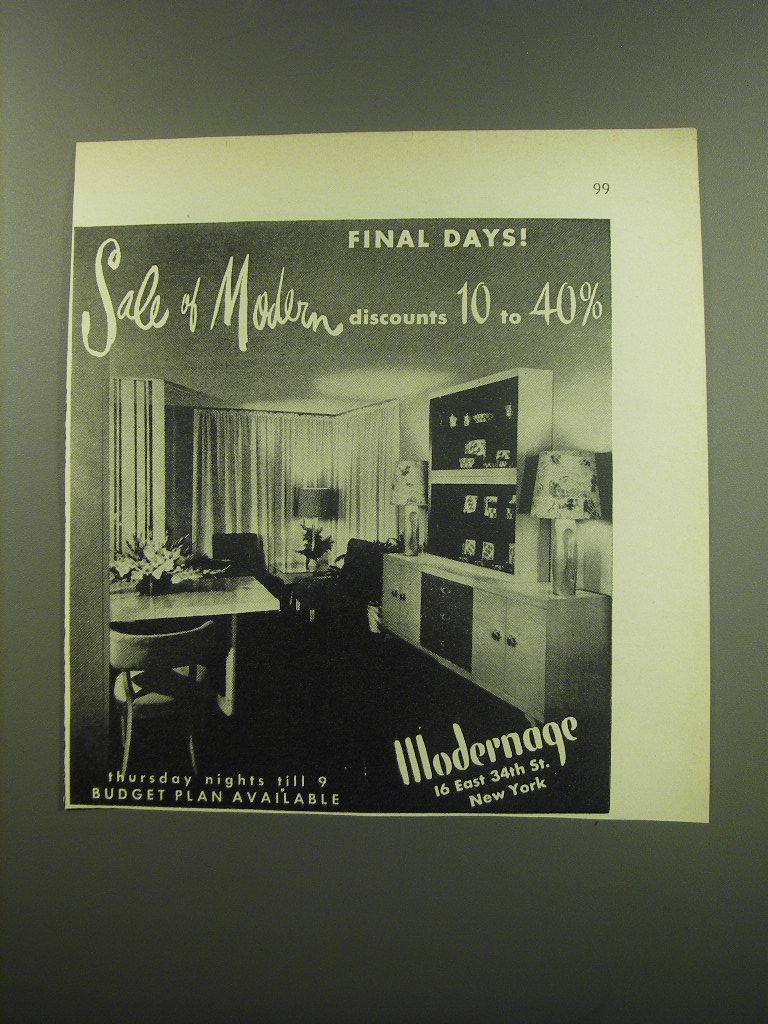 99
FINAL DAYS!
Sale of Modern discounts 10 to 40%
thursday nights till 9
BUDGET PLAN AVAILABLE
Modernage
16 East 34th St.
New York